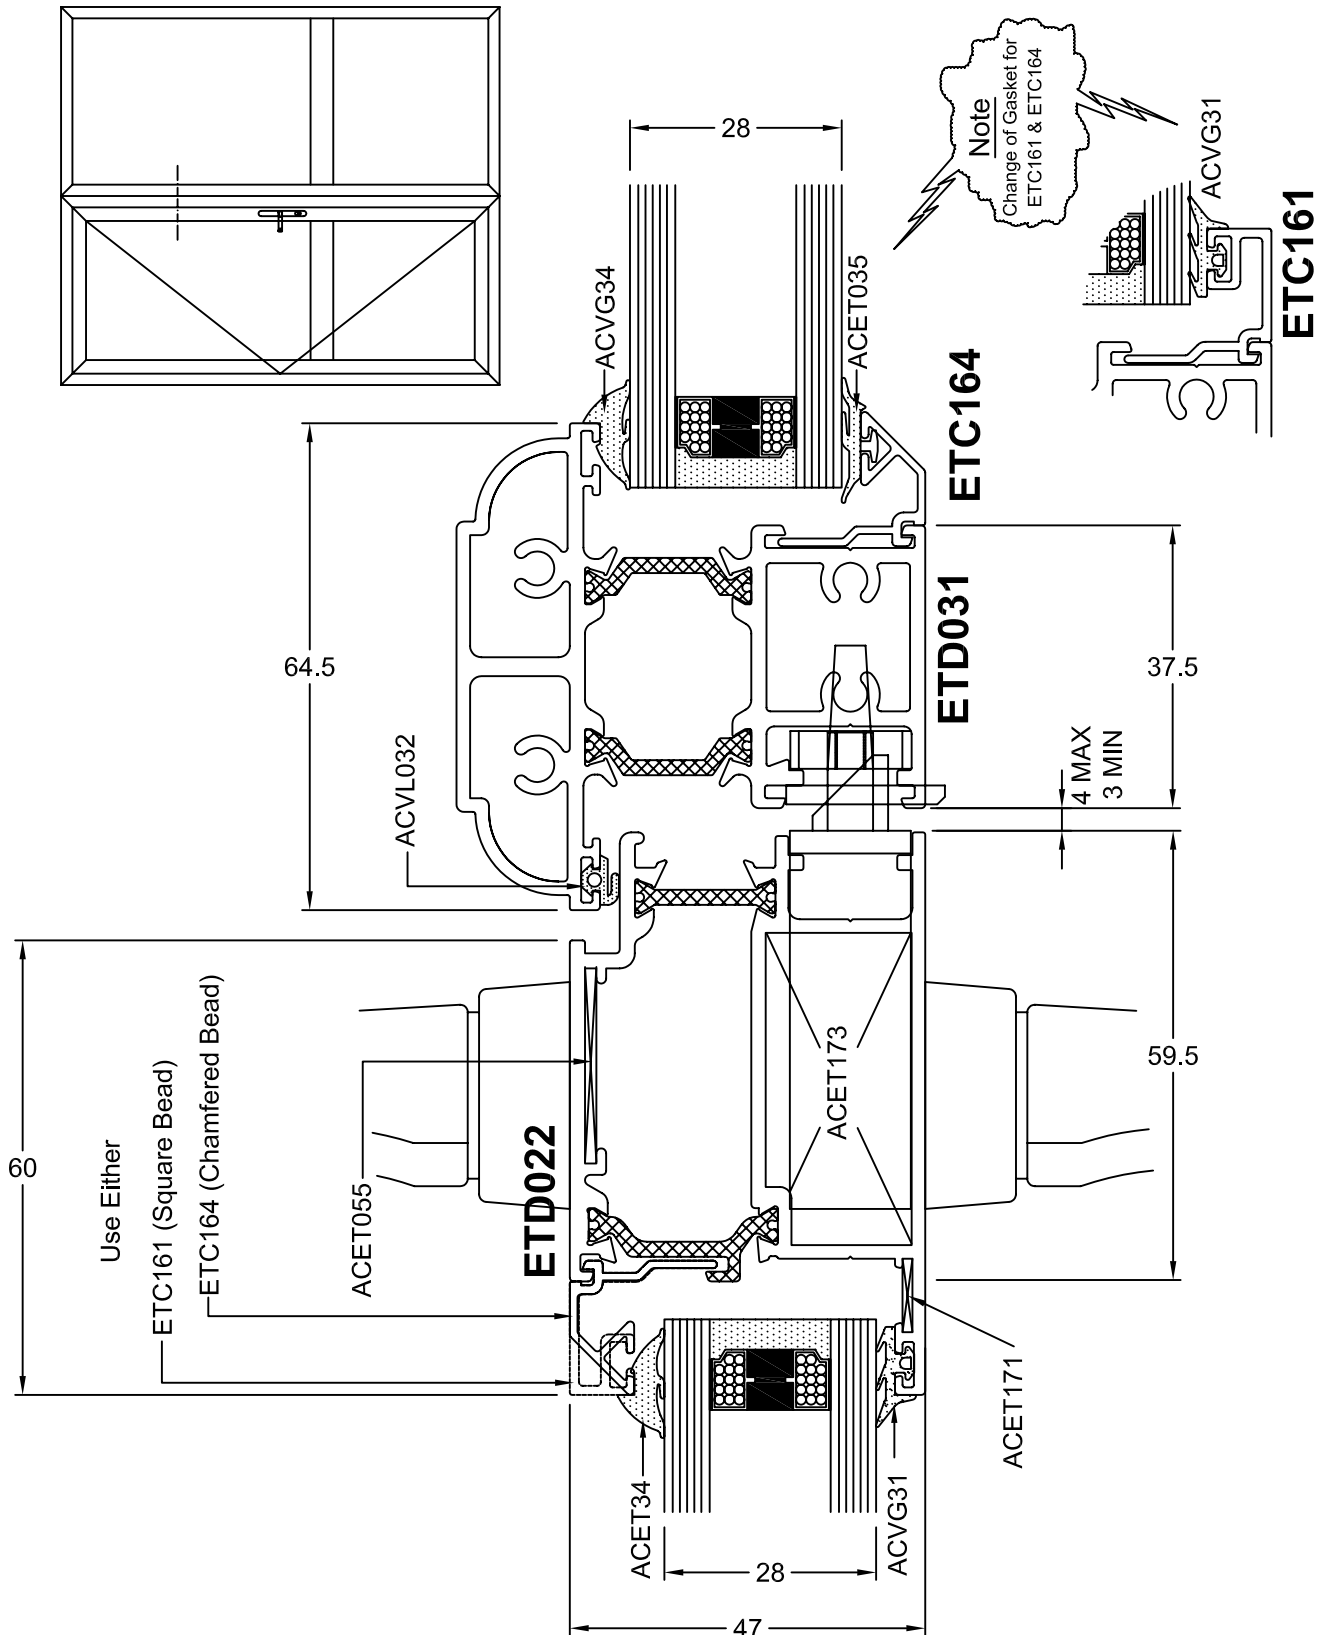 28
Note
Change of Gasket for
ETC161 & ETC164
ACVG31
ETC161
ACVG34
ACET035
ETC164
64.5
ACVL032
ETD031
37.5
4 MAX
3 MIN
60
Use Either
ETC161 (Square Bead)
ETC164 (Chamfered Bead)
ACET055
ETD022
ACET173
59.5
ACET171
ACET34
ACVG31
28
47